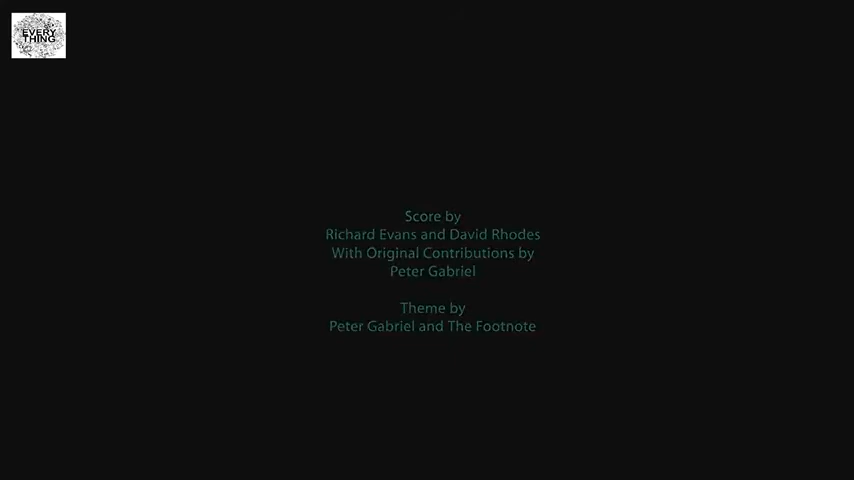 EVERY
THING
Score by
Richard Evans and David Rhodes
With Original Contributions by
Peter Gabriel
Theme by
Peter Gabriel and The Footnote